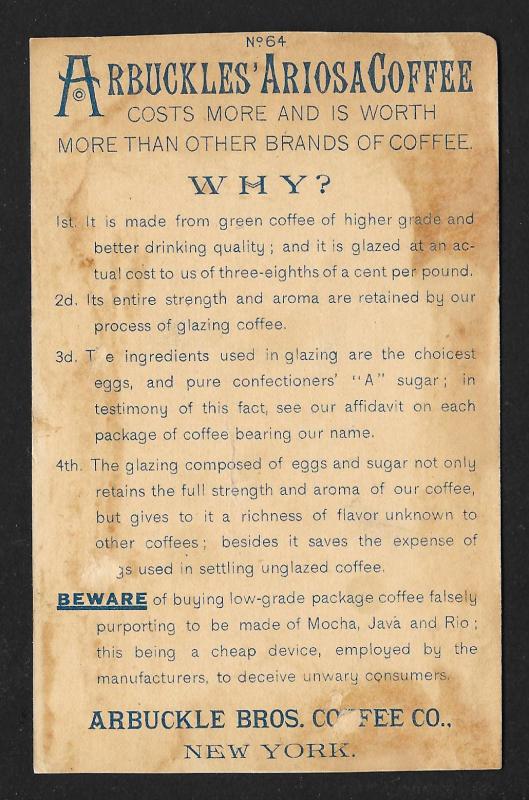 Nº 64
ARBUCKLES' ARIOSA COFFEE
COSTS MORE AND IS WORTH
MORE THAN OTHER BRANDS OF COFFEE.
WHY?
1st. It is made from green coffee of higher grade and
better drinking quality; and it is glazed at an ac-
tual cost to us of three-eighths of a cent per pound.
2d. Its entire strength and aroma are retained by our
process of glazing coffee.
3d. T e ingredients used in glazing are the choicest
eggs, and pure confectioners' "A" sugar; in
testimony of this fact, see our affidavit on each
package of coffee bearing our name.
4th. The glazing composed of eggs and sugar not only
retains the full strength and aroma of our coffee,
but gives to it a richness of flavor unknown to
other coffees; besides it saves the expense of
gs used in settling unglazed coffee.
BEWARE of buying low-grade package coffee falsely
purporting to be made of Mocha, Java and Rio;
this being a cheap device, employed by the
manufacturers, to deceive unwary consumers.
ARBUCKLE BROS. CO FEE CO.,
NEW YORK.